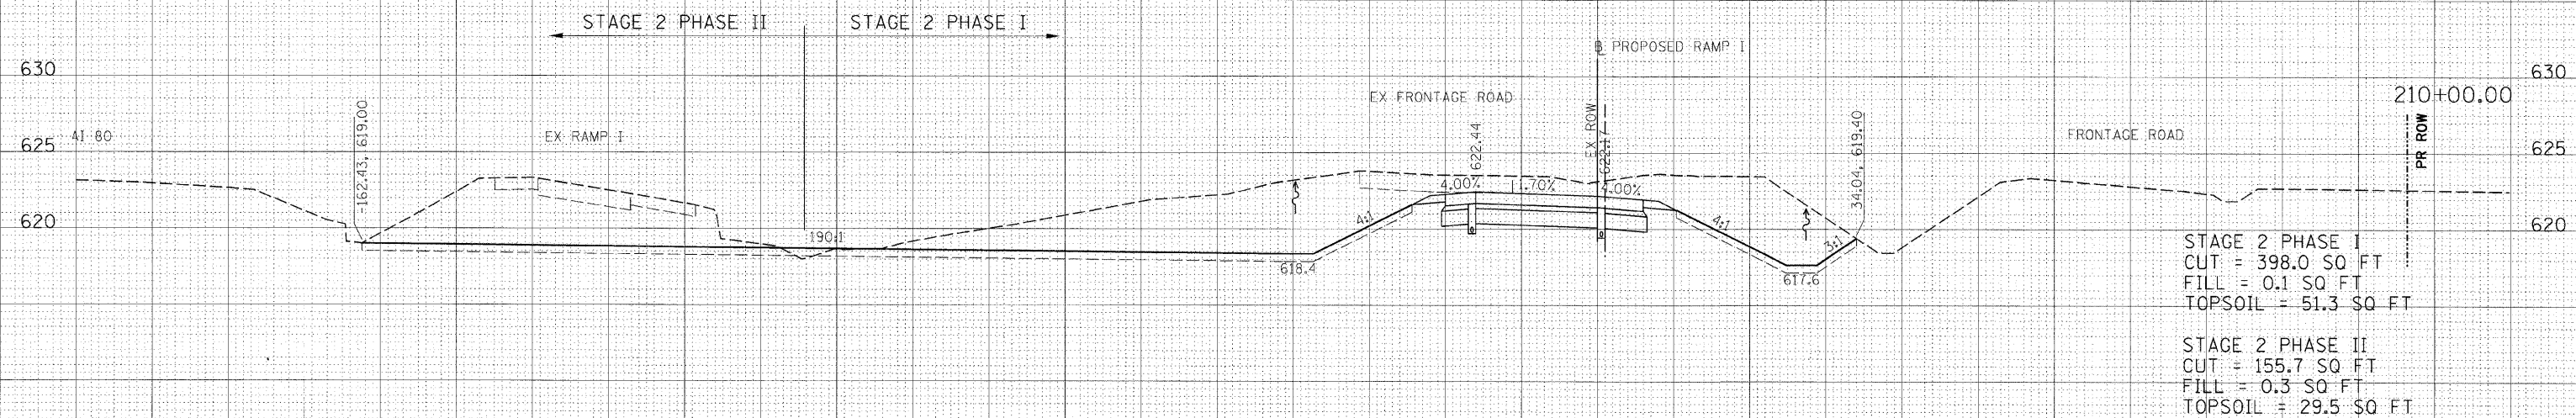 STAGE 2 PHASE II
STAGE 2 PHASE I
B PROPOSED RAMP I
630
630
210+00.00
EX FRONTAGE ROAD
AI 80
EX RAMP I
FRONTAGE ROAD
625
625
-162.43, 619.00
622.44
EX ROW
622.17
34.04, 619.40
PR ROW
4.00%
1.70%
4.00%
620
620
190:1
4:1
4:1
3:1
618.4
617.6
STAGE 2 PHASE I
CUT = 398.0 SQ FT
FILL = 0.1 SQ FT
TOPSOIL = 51.3 SQ FT
STAGE 2 PHASE II
CUT = 155.7 SQ FT
FILL = 0.3 SQ FT
TOPSOIL = 29.5 SQ FT